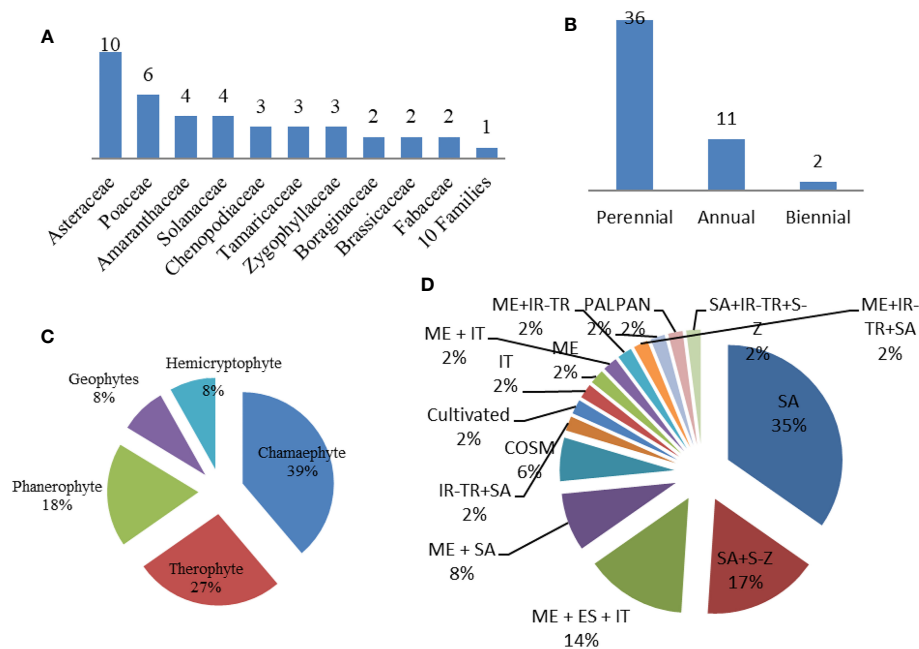 A
10
6
4
4
3
3
3
2
2
2
1
Asteraceae
Poaceae
Amaranthaceae
Solanaceae
Chenopodiaceae
Tamaricaceae
Zygophyllaceae
Boraginaceae
Brassicaceae
Fabaceae
10 Families
B
36
11
2
Perennial
Annual
Biennial
C
Hemicryptophyte
8%
Geophytes
8%
Chamaephyte
39%
Phanerophyte
18%
Therophyte
27%
D
ME+IR-TR
2%
PAL
2%
PAN
2%
SA+IR-TR+S-
Z
2%
ME+IR-
TR+SA
2%
ME + IT
2%
ME
2%
IT
2%
Cultivated
2%
COSM
6%
IR-TR+SA
2%
ME + SA
8%
ME + ES + IT
14%
SA+S-Z
17%
SA
35%